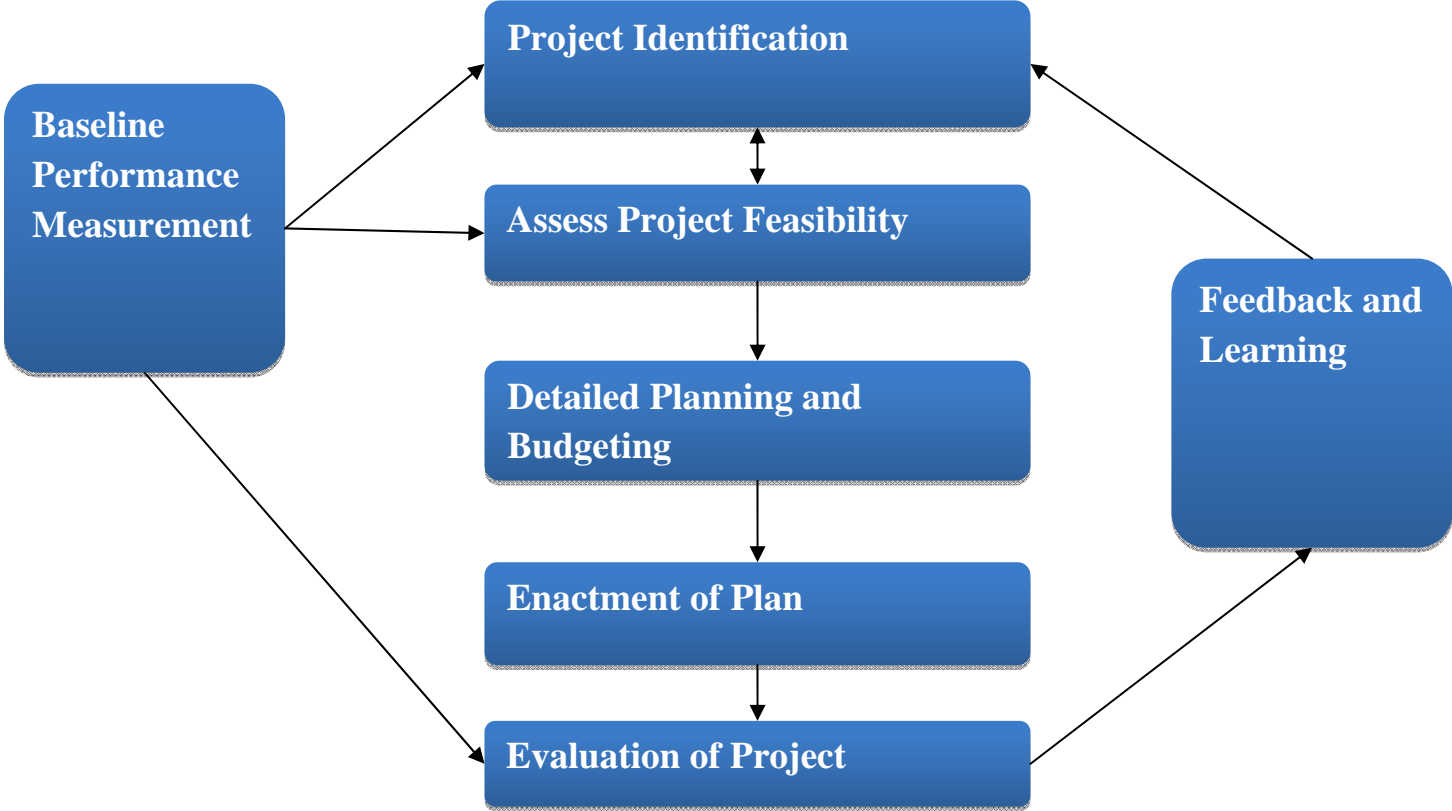 Project Identification
Baseline
Performance
Measurement
Assess Project Feasibility
Feedback and
Learning
Detailed Planning and
Budgeting
Enactment of Plan
Evaluation of Project